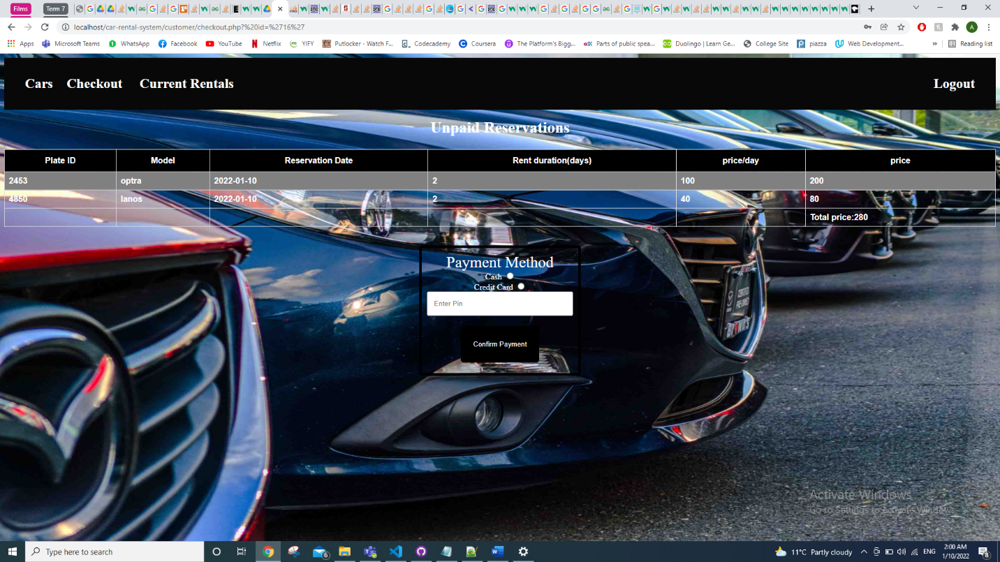 Films
Term 7
localhost/car-rental-system/customer/checkout.php?%20id=%2716%27
A
Apps
Microsoft Teams
WhatsApp
Facebook
YouTube
Netflix
YIFY
Putlocker - Watch F...
Codecademy
Coursera
The Platform's Bigg...
Parts of public spea...
Duolingo | Learn Ge...
College Site
piazza
Web Development...
»
Reading list
Cars
Checkout
Current Rentals
Logout
Unpaid Reservations
Plate ID Model Reservation Date Rent duration(days) price/day price
2453 optra 2022-01-10 2 100 200
4850 lanos 2022-01-10 2 40 80
Total price:280
Payment Method
Cash
Credit Card
Enter Pin
Confirm Payment
Activate Windows
Go to Settings to activate Windows.
Type here to search
6
11°C Partly cloudy
ENG
2:00 AM
1/10/2022
8